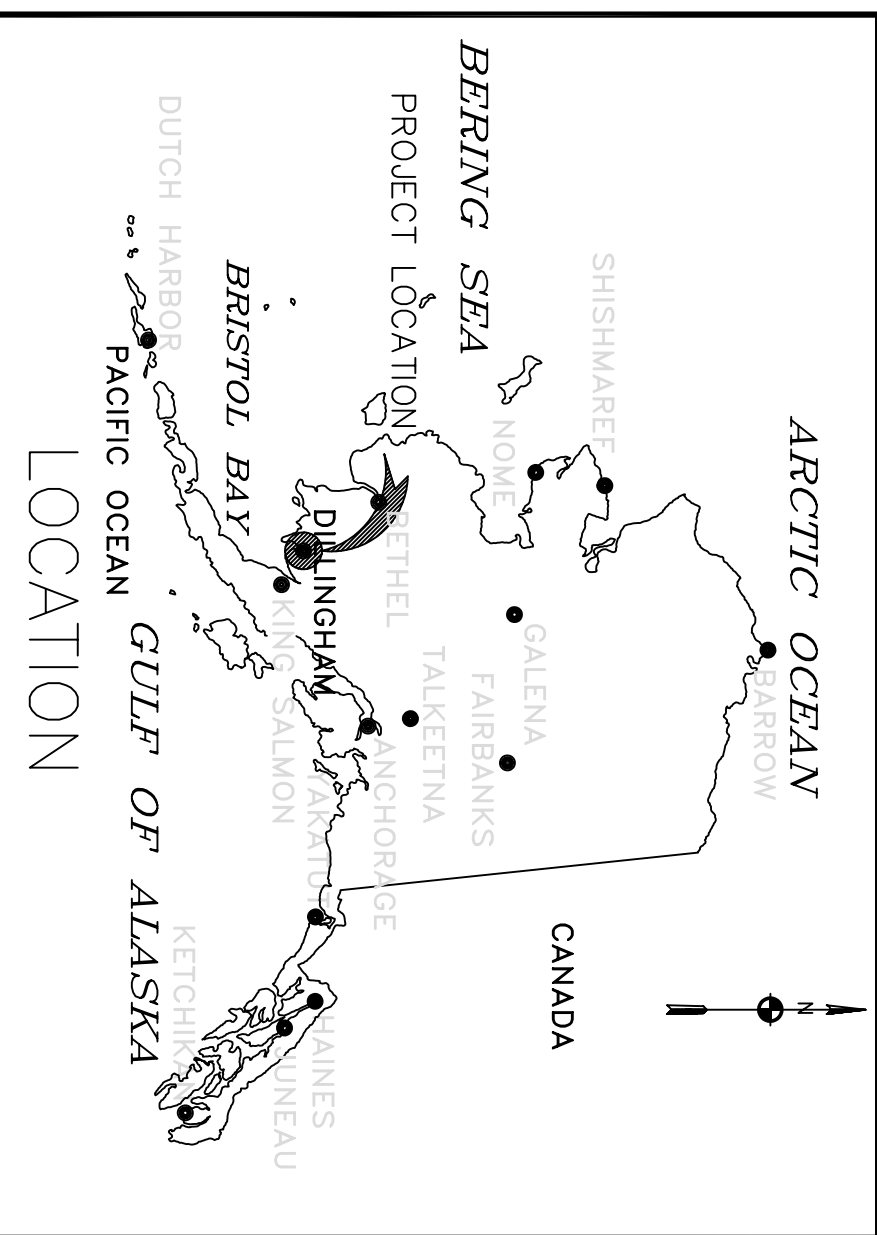 ARCTIC OCEAN
N
BARROW
SHISHMAREF
CANADA
GALENA
NOME
FAIRBANKS
BERING SEA
TALKEETNA
PROJECT LOCATION
BETHEL
ANCHORAGE
DILLINGHAM
YAKATUT
HAINES
KING SALMON
JUNEAU
BRISTOL BAY
KETCHIKAN
DUTCH HARBOR
GULF OF ALASKA
PACIFIC OCEAN
LOCATION